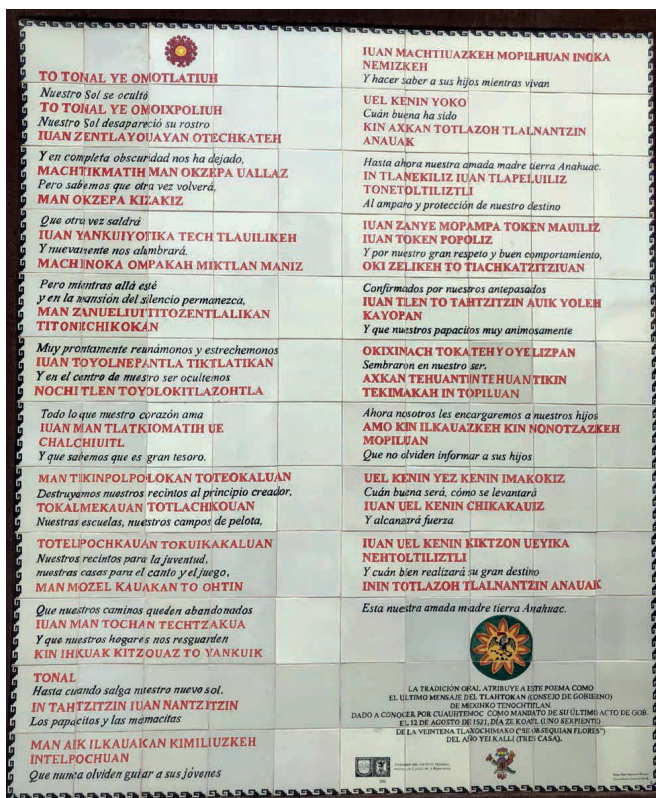 TO TONAL YE OMOTLATIUH
Nuestro Sol se ocultó
TO TONAL YE OMOIXPOLIUH
Nuestro Sol desapareció su rostro
IUAN ZENTLAYOUAYAN OTECHKATEH
Y en completa obscuridad nos ha dejado,
MACHTIKMATIH MAN OKZEPA UALLAZ
Pero sabemos que otra vez volverá,
MAN OKZEPA KIZAKIZ
Que otra vez saldrá
IUAN YANKUIYOTIKA TECH TLAUILIKEH
Y nuevamente nos alumbrará.
MACH INOKA OMPAKAH MIKTLAN MANIZ
Pero mientras allá esté
y en la mansión del silencio permanezca,
MAN ZANUELIUTTITOZENTLALIKAN
TITONECHIKOKAN
Muy prontamente reunámonos y estrechemonos
IUAN TOYOLNEPANTLA TIKTLATIKAN
Y en el centro de nuestro ser ocultemos
NOCHI TLEN TOYOLOKITLAZOHTLA
Todo lo que nuestro corazón ama
IUAN MAN TLATKIOMATIH UE
CHALCHIUITL
Y que sabemos que es gran tesoro.
MAN TIKINPOLPOLOKAN TOTEOKALUAN
Destruyamos nuestros recintos al principio creador,
TOKALMEKAUAN TOTLACHKOUAN
Nuestras escuelas, nuestros campos de pelota,
TOTELPOCHKAUAN TOKUIKAKALUAN
Nuestros recintos para la juventud,
nuestras casas para el canto y el juego,
MAN MOZEL KAUAKAN TO OHTIN
Que nuestros caminos queden abandonados
IUAN MAN TOCHAN TECHTZAKUA
Y que nuestros hogares nos resguarden
KIN IHKUAK KITZQUAZ TO YANKUIK
TONAL
Hasta cuando salga nuestro nuevo sol.
IN TAHTZITZIN IUAN NANTZITZIN
Los papacitos y las mamacitas
MAN AIK ILKAUAKAN KIMILIUZKEH
INTELPOCHUAN
Que nunca olviden guiar a sus jóvenes
IUAN MACHTIUAZKEH MOPILHUAN INOKA
NEMIZKEH
Y hacer saber a sus hijos mientras vivan
UEL KENIN YOKO
Cuán buena ha sido
KIN AXKAN TOTLAZOH TLALNANTZIN
ANAUAK
Hasta ahora nuestra amada madre tierra Anahuac.
IN TLANEKILIZ IUAN TLAPELUILIZ
TONETOLTILIZTLI
Al amparo y protección de nuestro destino
IUAN ZANYE MOPAMPA TOKEN MAUILIZ
IUAN TOKEN POPOLIZ
Y por nuestro gran respeto y buen comportamiento,
OKI ZELIKEH TO TIACHKATZITZIUAN
Confirmados por nuestros antepasados
IUAN TLEN TO TAHTZITZIN AUIK YOLEH
KAYOPAN
Y que nuestros papacitos muy animosamente
OKIXINACH TOKATEHYOYELIZPAN
Sembraron en nuestro ser.
AXKAN TEHUANTINTEHUAN TIKIN
TEKIMAKAH IN TOPILUAN
Ahora nosotros les encargaremos a nuestros hijos
AMO KIN ILKAUAZKEH KIN NONOTZAZKEH
MOPILUAN
Que no olviden informar a sus hijos
UEL KENIN YEZ KENIN IMAKOKIZ
Cuán buena será, cómo se levantará
IUAN UEL KENIN CHIKAKAUIZ
Y alcanzará fuerza
IUAN UEL KENIN KIKTZON UEYIKA
NEHTOLTILIZTLI
Y cuán bien realizará su gran destino
ININ TOTLAZOH TLALNANTZIN ANAUAK
Esta nuestra amada madre tierra Anahuac.
LA TRADICIÓN ORAL ATRIBUYE A ESTE POEMA COMO
EL ULTIMO MENSAJE DEL TLAHTOKAN (CONSEJO DE GOBIERNO)
DE MEXIHKO TENOCHTITLAN.
DADO A CONOCER POR CUAUHTEMOC COMO MANDATO DE SU ÚLTIMO ACTO DE GOB.
EL 12 DE AGOSTO DE 1521, DÍA ZE KOATL (UNO SERPIENTE)
DE LA VEINTENA TLAXOCHIMAKO ("SE OBSEQUIAN FLORES")
DEL AÑO YEI KALLI (TRES CASA).